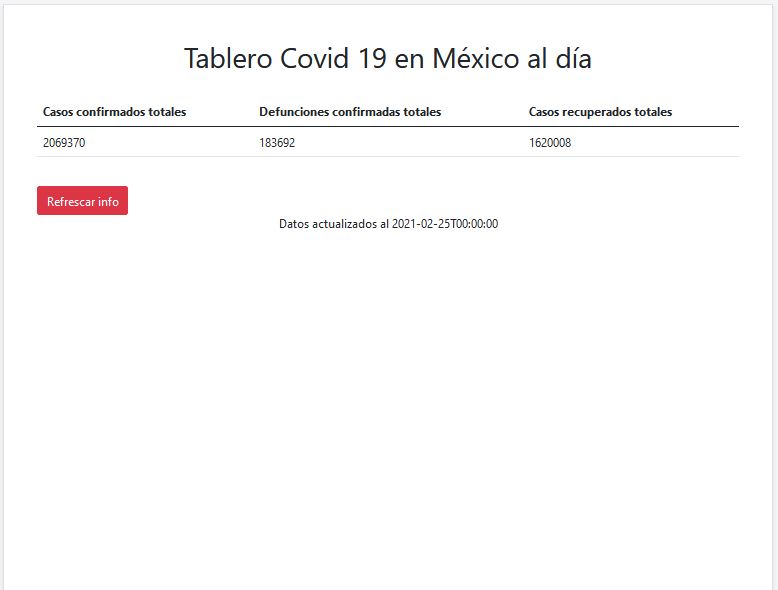 Tablero Covid 19 en México al día
Casos confirmados totales Defunciones confirmadas totales Casos recuperados totales
2069370 183692 1620008
Refrescar info
Datos actualizados al 2021-02-25T00:00:00